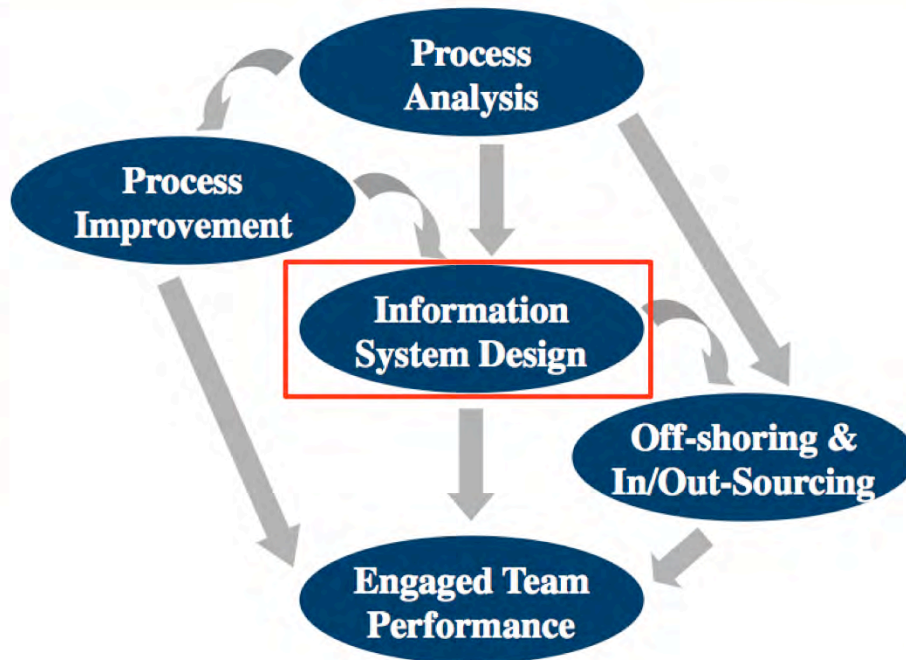 Process
Analysis
Process
Improvement
Information
System Design
Off-shoring &
In/Out-Sourcing
Engaged Team
Performance